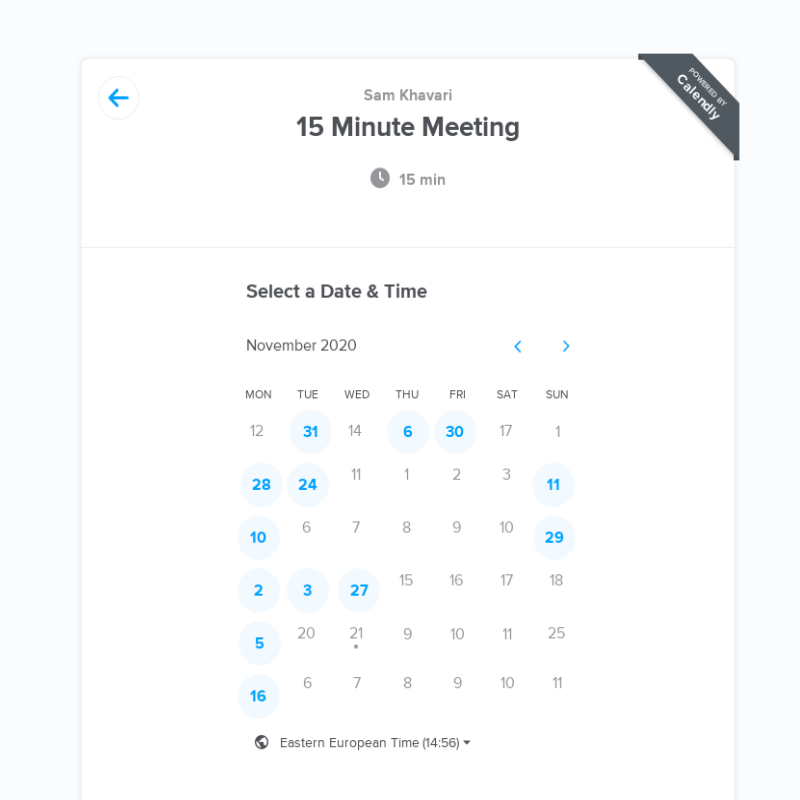 POWERED BY
Calendly
Sam Khavari
15 Minute Meeting
15 min
Select a Date & Time
November 2020
MON TUE WED THU FRI SAT SUN
12 31 14 6 30 17 1
28 24 11 1 2 3 11
10 6 7 8 9 10 29
2 3 27 15 16 17 18
5 20 21 9 10 11 25
16 6 7 8 9 10 11
Eastern European Time (14:56)